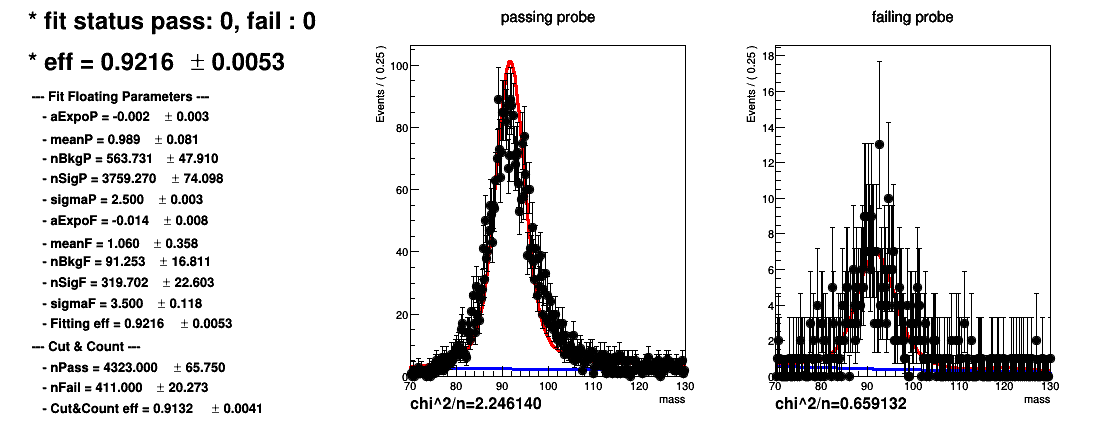 * fit status pass: 0, fail : 0
* eff = 0.9216 ± 0.0053
--- Fit Floating Parameters ---
- aExpoP = -0.002 ± 0.003
- meanP = 0.989 ± 0.081
- nBkgP = 563.731 ± 47.910
- nSigP = 3759.270 ± 74.098
- sigmaP = 2.500 ± 0.003
- aExpoF = -0.014 ± 0.008
- meanF = 1.060 ± 0.358
- nBkgF = 91.253 ± 16.811
- nSigF = 319.702 ± 22.603
- sigmaF = 3.500 ± 0.118
- Fitting eff = 0.9216 ± 0.0053
--- Cut & Count ---
- nPass = 4323.000 ± 65.750
- nFail = 411.000 ± 20.273
- Cut&Count eff = 0.9132 ± 0.0041
passing probe
Events / ( 0.25 )
100
80
60
40
20
0
70 80 90 100 110 120 130
mass
chi^2/n=2.246140
failing probe
Events / ( 0.25 )
18
16
14
12
10
8
6
4
2
0
70 80 90 100 110 120 130
mass
chi^2/n=0.659132